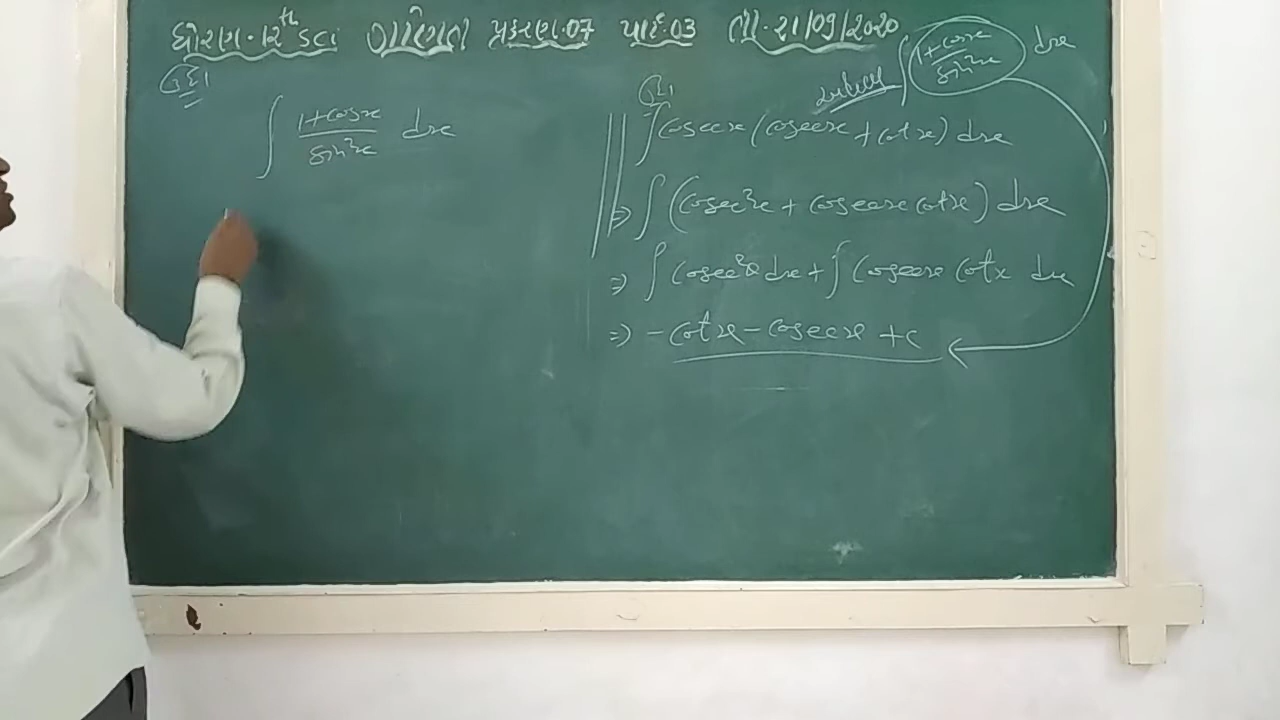 ધોરણ.12th SCI ગણિત પ્રકરણ.07 પાર્ટ.03 તા.21/09/2020
∫ 1+cosx/sin²x dx
∫ 1+cosx/sin²x dx
∫cosecx(cosecx+cotx) dx
⇒ ∫(cosec²x + cosecx cotx) dx
⇒ ∫cosec²x dx + ∫cosecx cotx dx
⇒ -cotx - cosecx + c